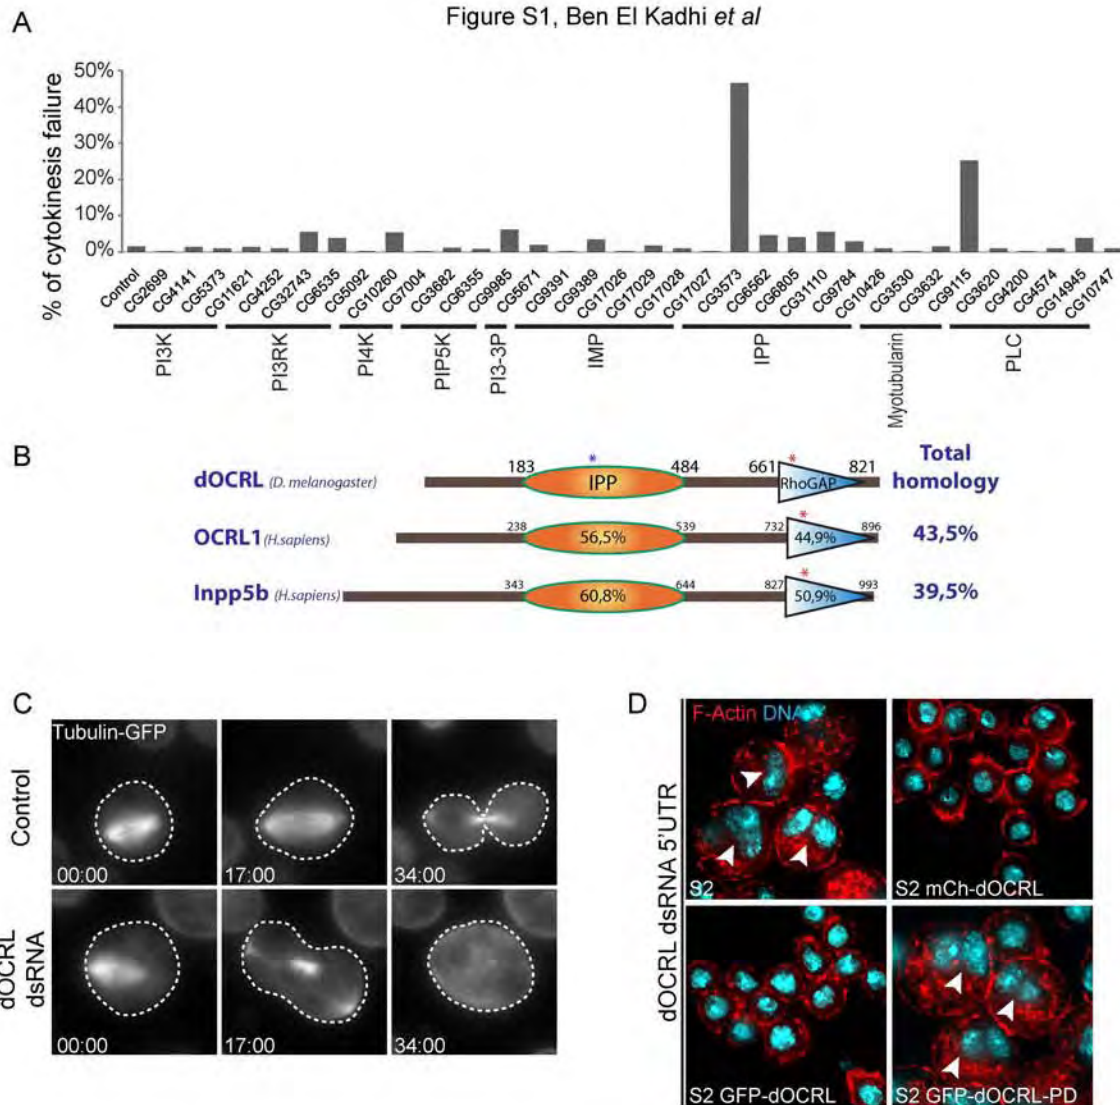 Figure S1, Ben El Kadhi et al
A
% of cytokinesis failure
50%
40%
30%
20%
10%
0%
Control
CG2699
CG4141
CG5373
CG11621
CG4252
CG32743
CG6535
CG5092
CG10260
CG7004
CG3682
CG6355
CG9985
CG5671
CG9391
CG9389
CG17026
CG17029
CG17028
CG17027
CG3573
CG6562
CG6805
CG31110
CG9784
CG10426
CG3530
CG3632
CG9115
CG3620
CG4200
CG4574
CG14945
CG10747
PI3K
PI3RK
PI4K
PIP5K
PI3-3P
IMP
IPP
Myotubularin
PLC
B
Total
homology
dOCRL (D. melanogaster)
183
*
484
661
*
821
IPP
RhoGAP
OCRL1 (H.sapiens)
238
539
732
*
896
56,5%
44,9%
43,5%
Inpp5b (H.sapiens)
343
644
827
*
993
60,8%
50,9%
39,5%
C
Control
Tubulin-GFP
00:00
17:00
34:00
dOCRL
dsRNA
00:00
17:00
34:00
D
dOCRL dsRNA 5'UTR
F-Actin DNA
S2
S2 mCh-dOCRL
S2 GFP-dOCRL
S2 GFP-dOCRL-PD